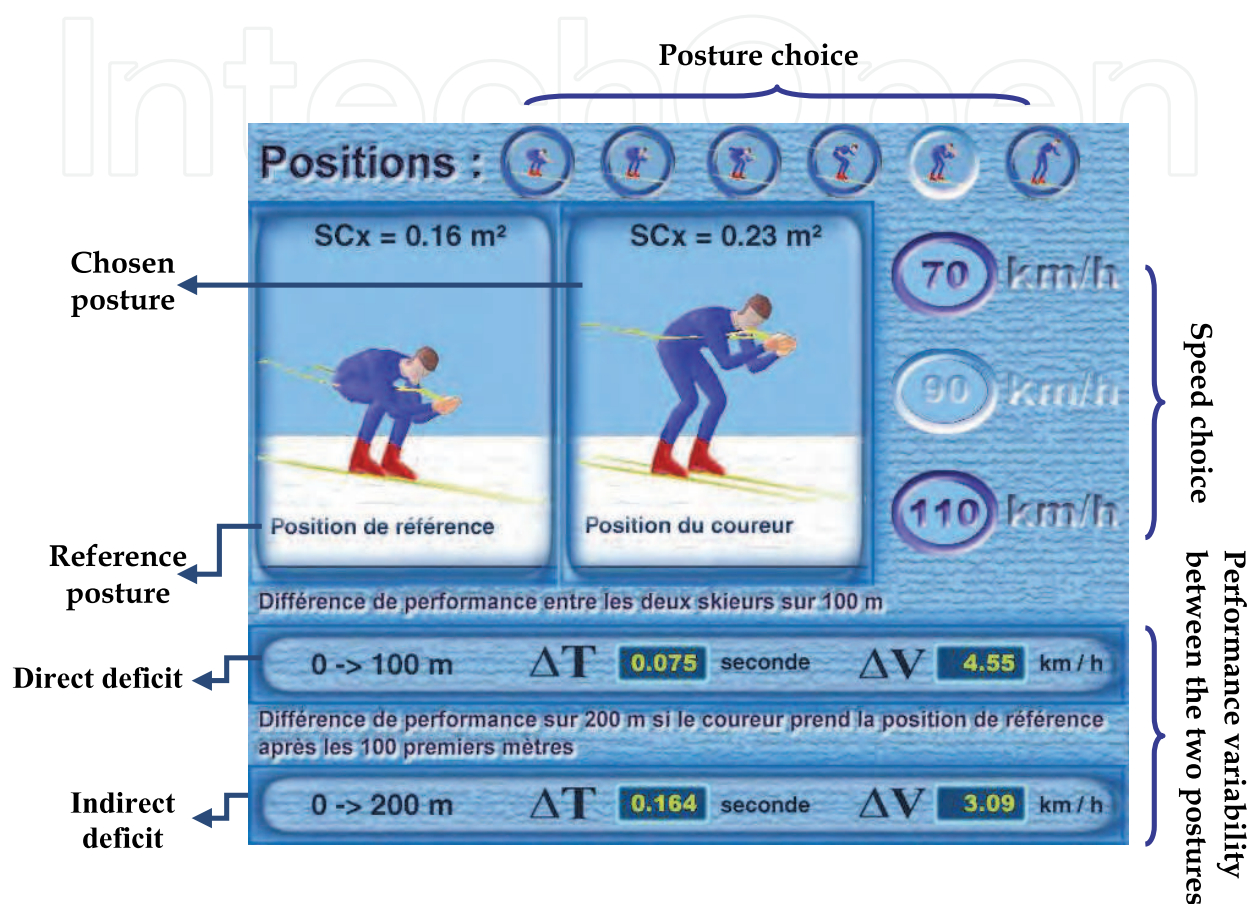 IntechOpen
Posture choice
Positions :
SCx = 0.16 m²
SCx = 0.23 m²
Chosen
posture
70 km/h
90 km/h
110 km/h
Speed choice
Position de référence
Position du coureur
Reference
posture
Différence de performance entre les deux skieurs sur 100 m
Direct deficit
0 -> 100 m ΔT 0.075 seconde ΔV 4.55 km / h
Différence de performance sur 200 m si le coureur prend la position de référence
après les 100 premiers mètres
Indirect
deficit
0 -> 200 m ΔT 0.164 seconde ΔV 3.09 km / h
Performance variability
between the two postures